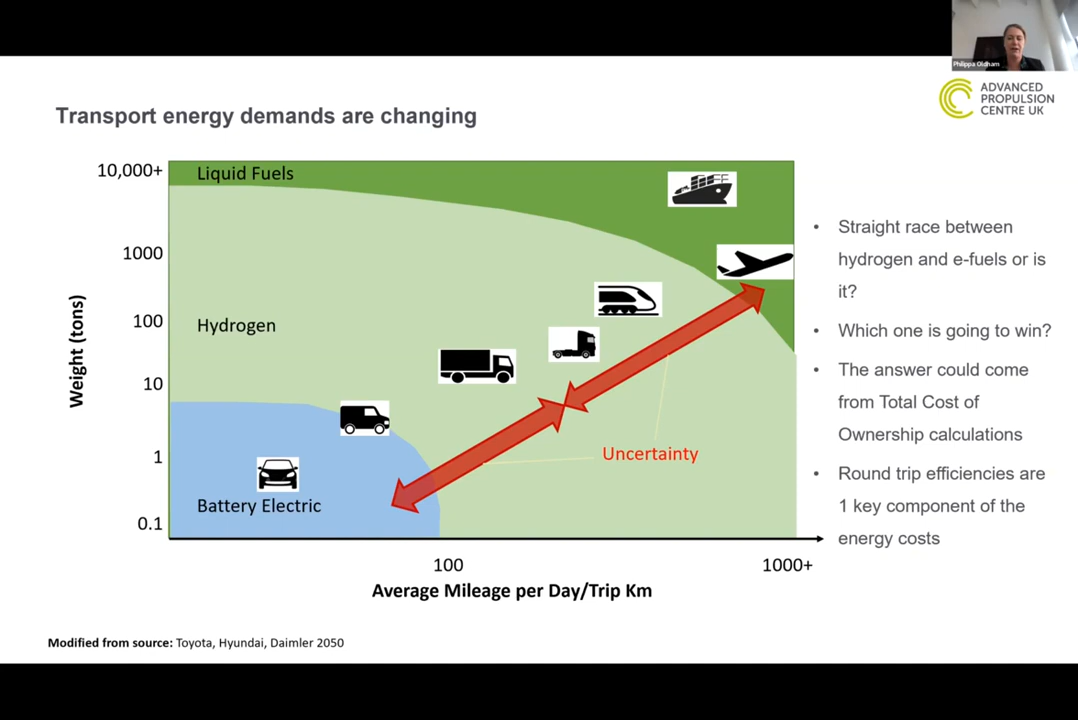 Philippa Oldham
ADVANCED
PROPULSION
CENTRE UK
Transport energy demands are changing
10,000+
1000
100
10
1
0.1
Weight (tons)
Liquid Fuels
Hydrogen
Battery Electric
Uncertainty
100
1000+
Average Mileage per Day/Trip Km
• Straight race between
hydrogen and e-fuels or is
it?
• Which one is going to win?
• The answer could come
from Total Cost of
Ownership calculations
• Round trip efficiencies are
1 key component of the
energy costs
Modified from source: Toyota, Hyundai, Daimler 2050